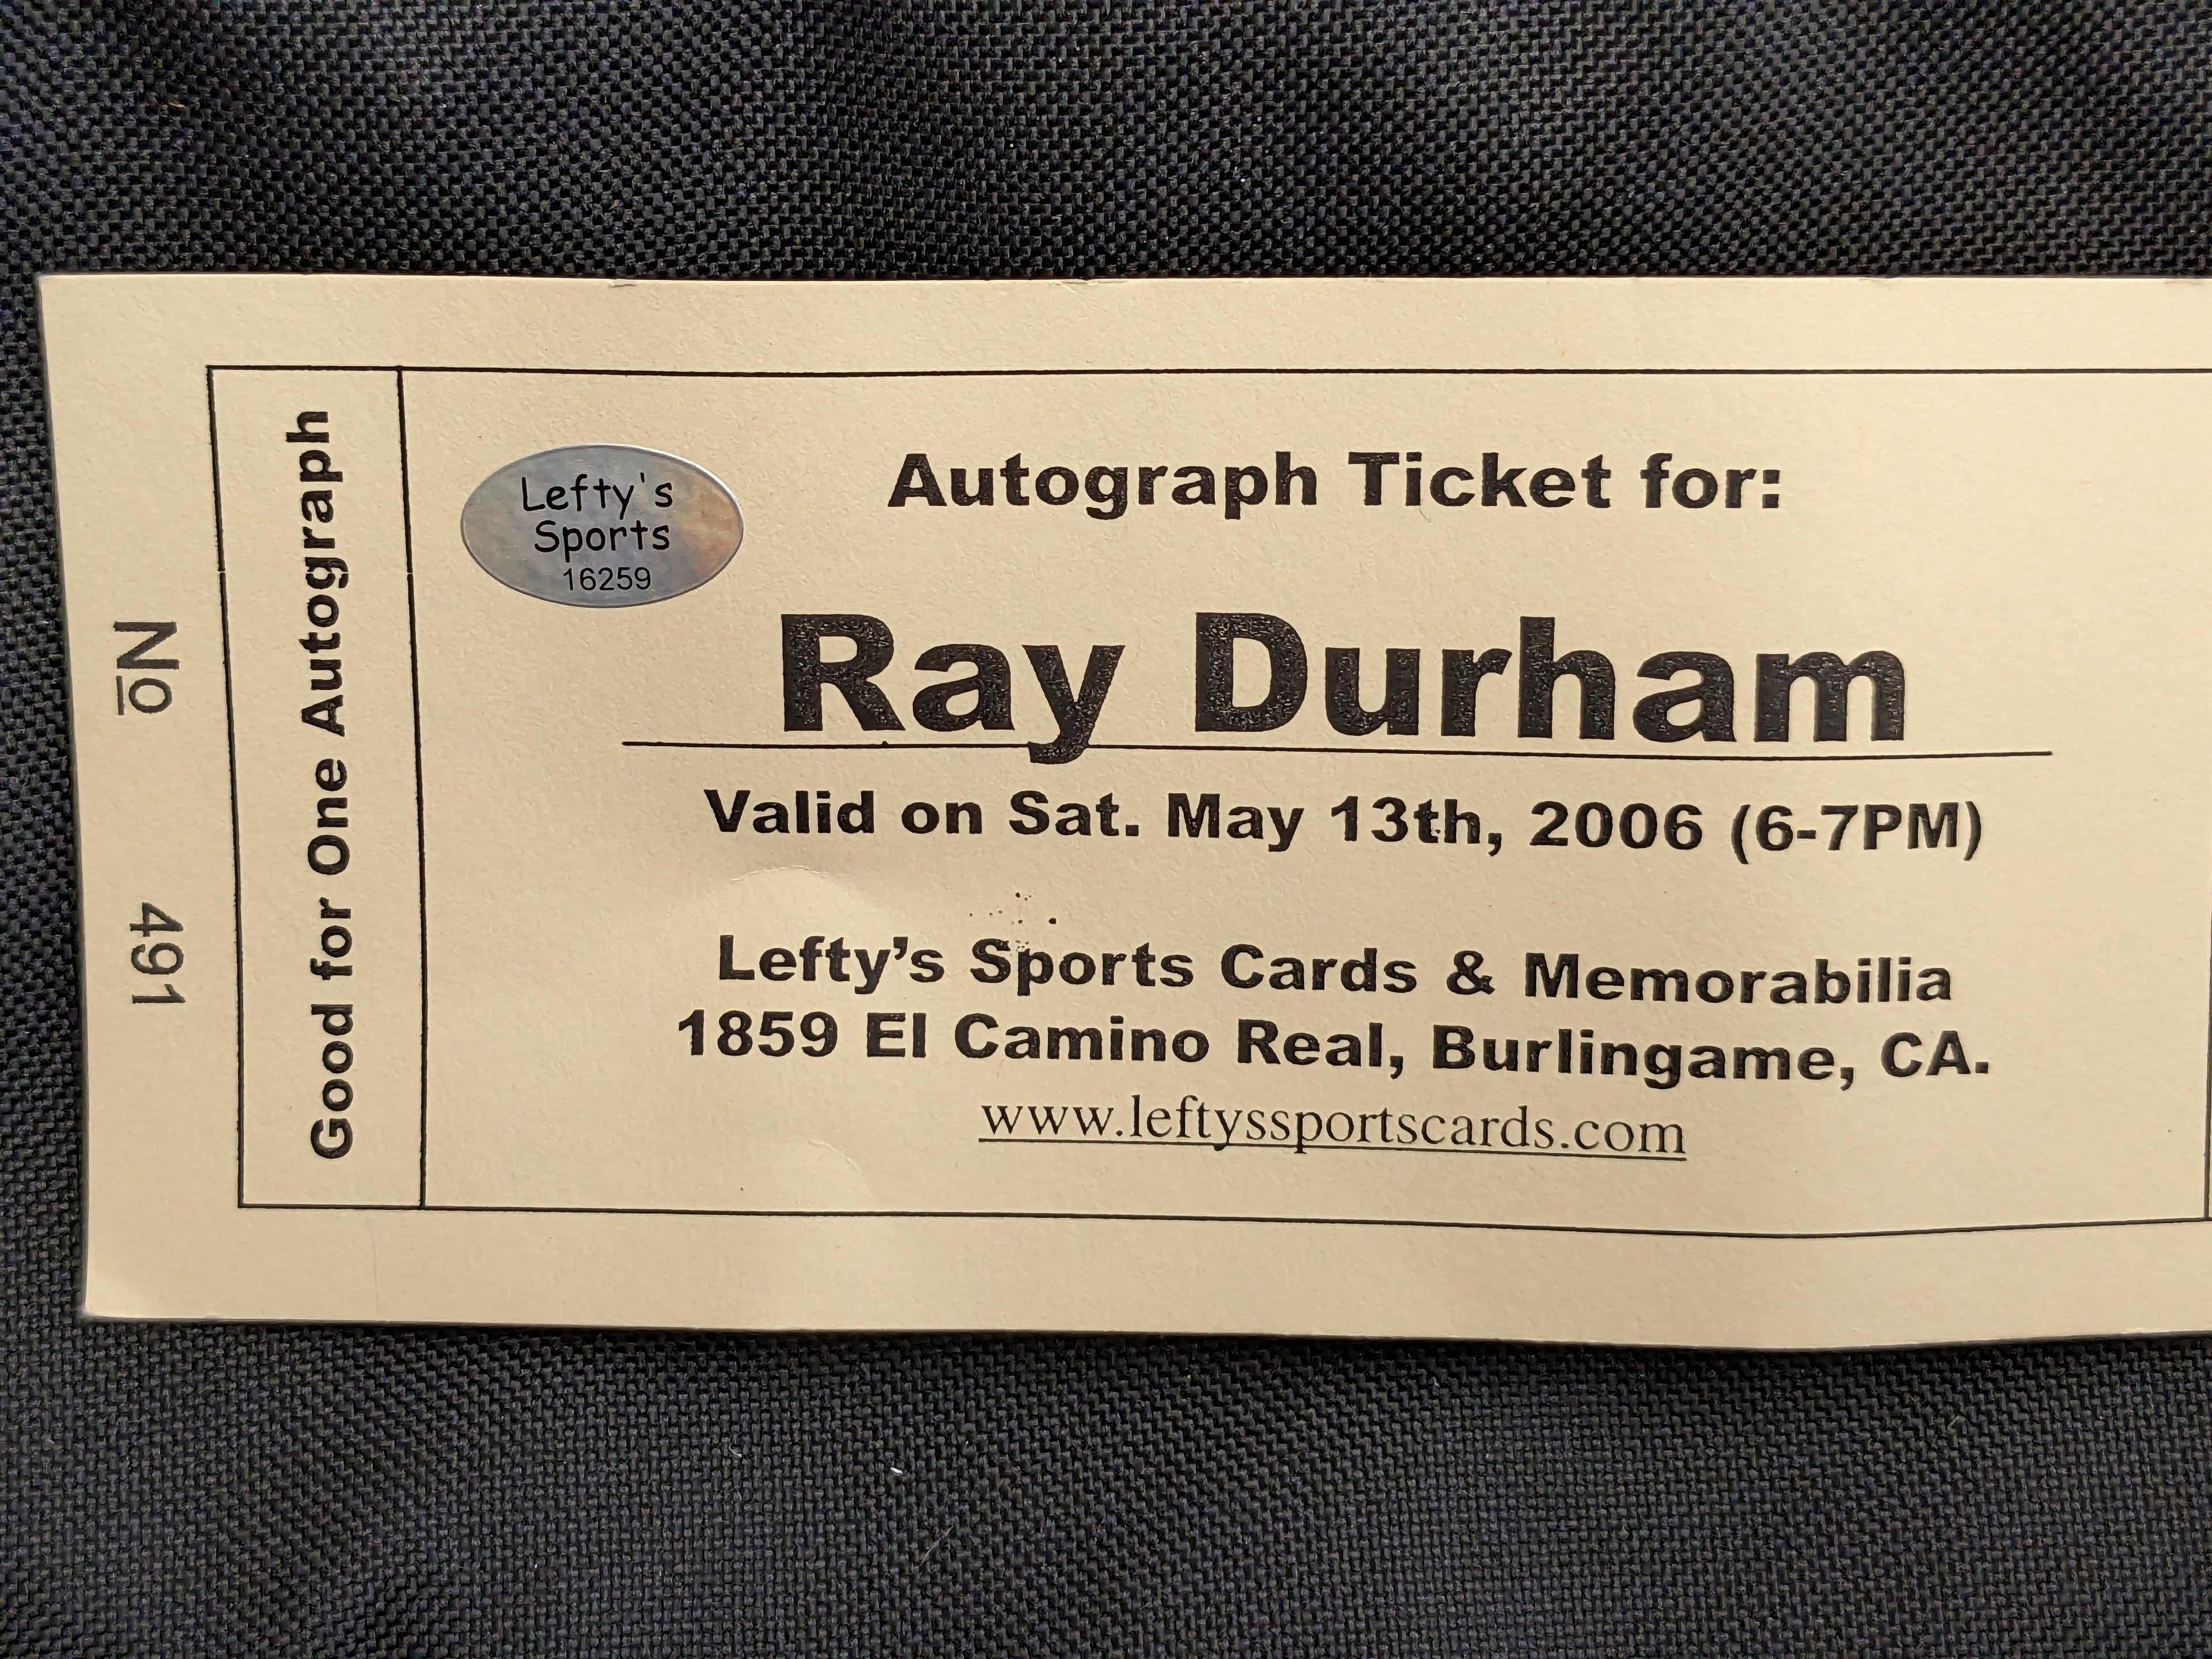 No 491
Good for One Autograph
Lefty's
Sports
16259
Autograph Ticket for:
Ray Durham
Valid on Sat. May 13th, 2006 (6-7PM)
Lefty’s Sports Cards & Memorabilia
1859 El Camino Real, Burlingame, CA.
www.leftyssportscards.com